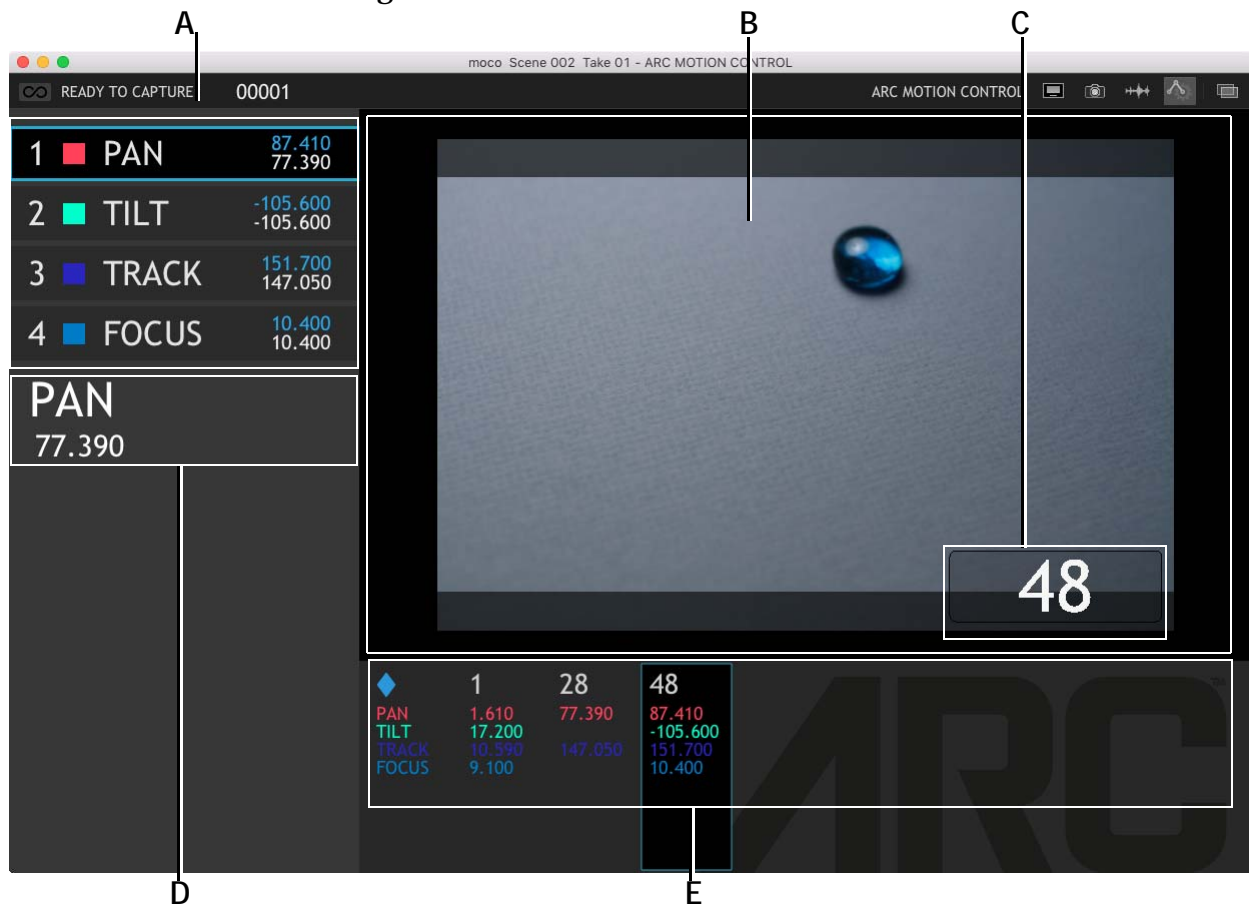 A B C
moco Scene 002 Take 01 - ARC MOTION CONTROL
READY TO CAPTURE 00001 ARC MOTION CONTROL
1 PAN 87.410
77.390
2 TILT -105.600
-105.600
3 TRACK 151.700
147.050
4 FOCUS 10.400
10.400
PAN
77.390
48
1 28 48
PAN 1.610 77.390 87.410
TILT 17.200 -105.600
TRACK 10.590 147.050 151.700
FOCUS 9.100 10.400
ARC™
D E